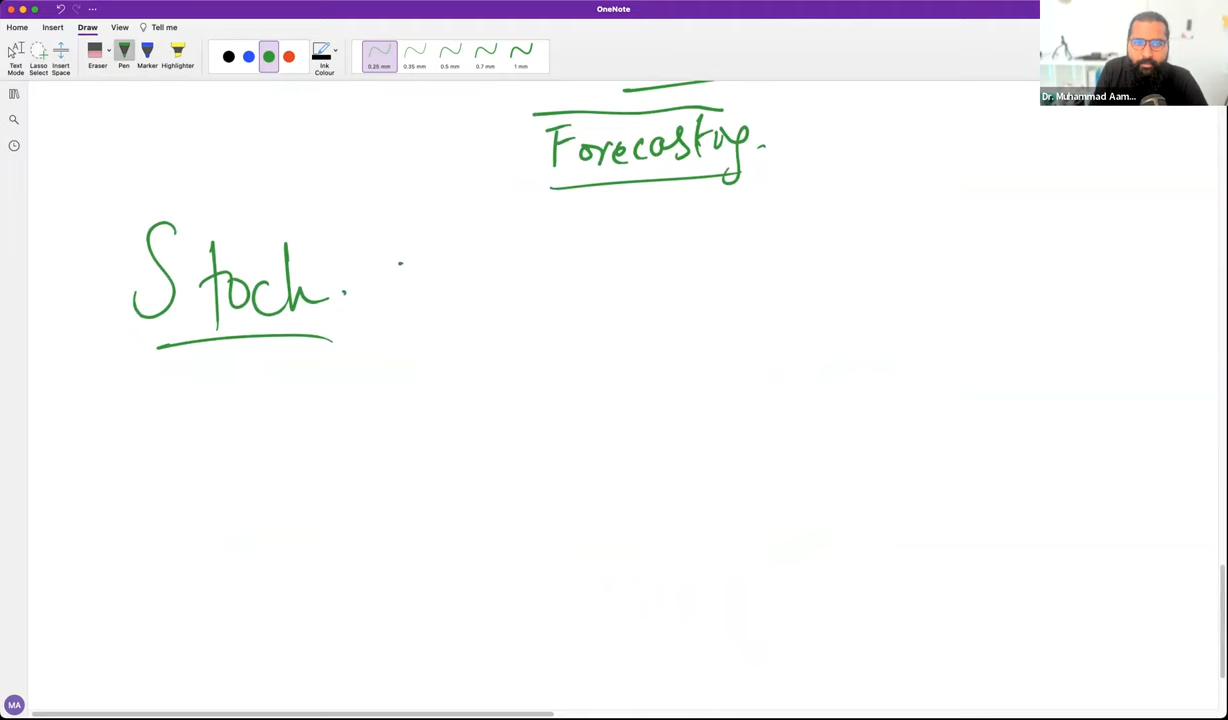 OneNote
Home Insert Draw View Tell me
Text Mode Lasso Select Insert Space Eraser Pen Marker Highlighter Ink Colour 0.25 mm 0.35 mm 0.5 mm 0.7 mm 1 mm
Dr. Muhammad Aam...
Forecasting.
Stock.
MA